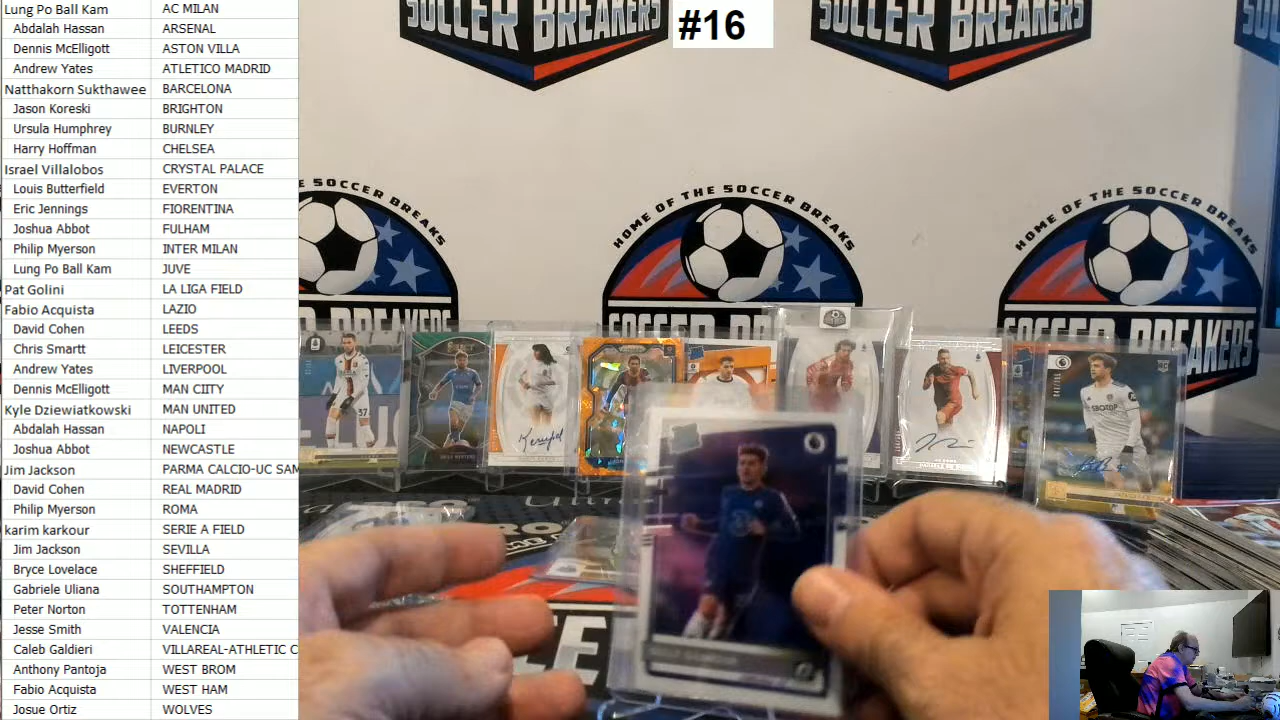 Lung Po Ball Kam AC MILAN
Abdalah Hassan ARSENAL
Dennis McElligott ASTON VILLA
Andrew Yates ATLETICO MADRID
Natthakorn Sukthawee BARCELONA
Jason Koreski BRIGHTON
Ursula Humphrey BURNLEY
Harry Hoffman CHELSEA
Israel Villalobos CRYSTAL PALACE
Louis Butterfield EVERTON
Eric Jennings FIORENTINA
Joshua Abbot FULHAM
Philip Myerson INTER MILAN
Lung Po Ball Kam JUVE
Pat Golini LA LIGA FIELD
Fabio Acquista LAZIO
David Cohen LEEDS
Chris Smartt LEICESTER
Andrew Yates LIVERPOOL
Dennis McElligott MAN CIITY
Kyle Dziewiatkowski MAN UNITED
Abdalah Hassan NAPOLI
Joshua Abbot NEWCASTLE
Jim Jackson PARMA CALCIO-UC SAM
David Cohen REAL MADRID
Philip Myerson ROMA
karim karkour SERIE A FIELD
Jim Jackson SEVILLA
Bryce Lovelace SHEFFIELD
Gabriele Uliana SOUTHAMPTON
Peter Norton TOTTENHAM
Jesse Smith VALENCIA
Caleb Galdieri VILLAREAL-ATHLETIC C
Anthony Pantoja WEST BROM
Fabio Acquista WEST HAM
Josue Ortiz WOLVES
SOCCER BREAKERS
#16
SOCCER BREAKERS
E SOCCER BREAKS
HOME OF THE SOCCER BREAKS
HOME OF THE SOCCER BREAKS